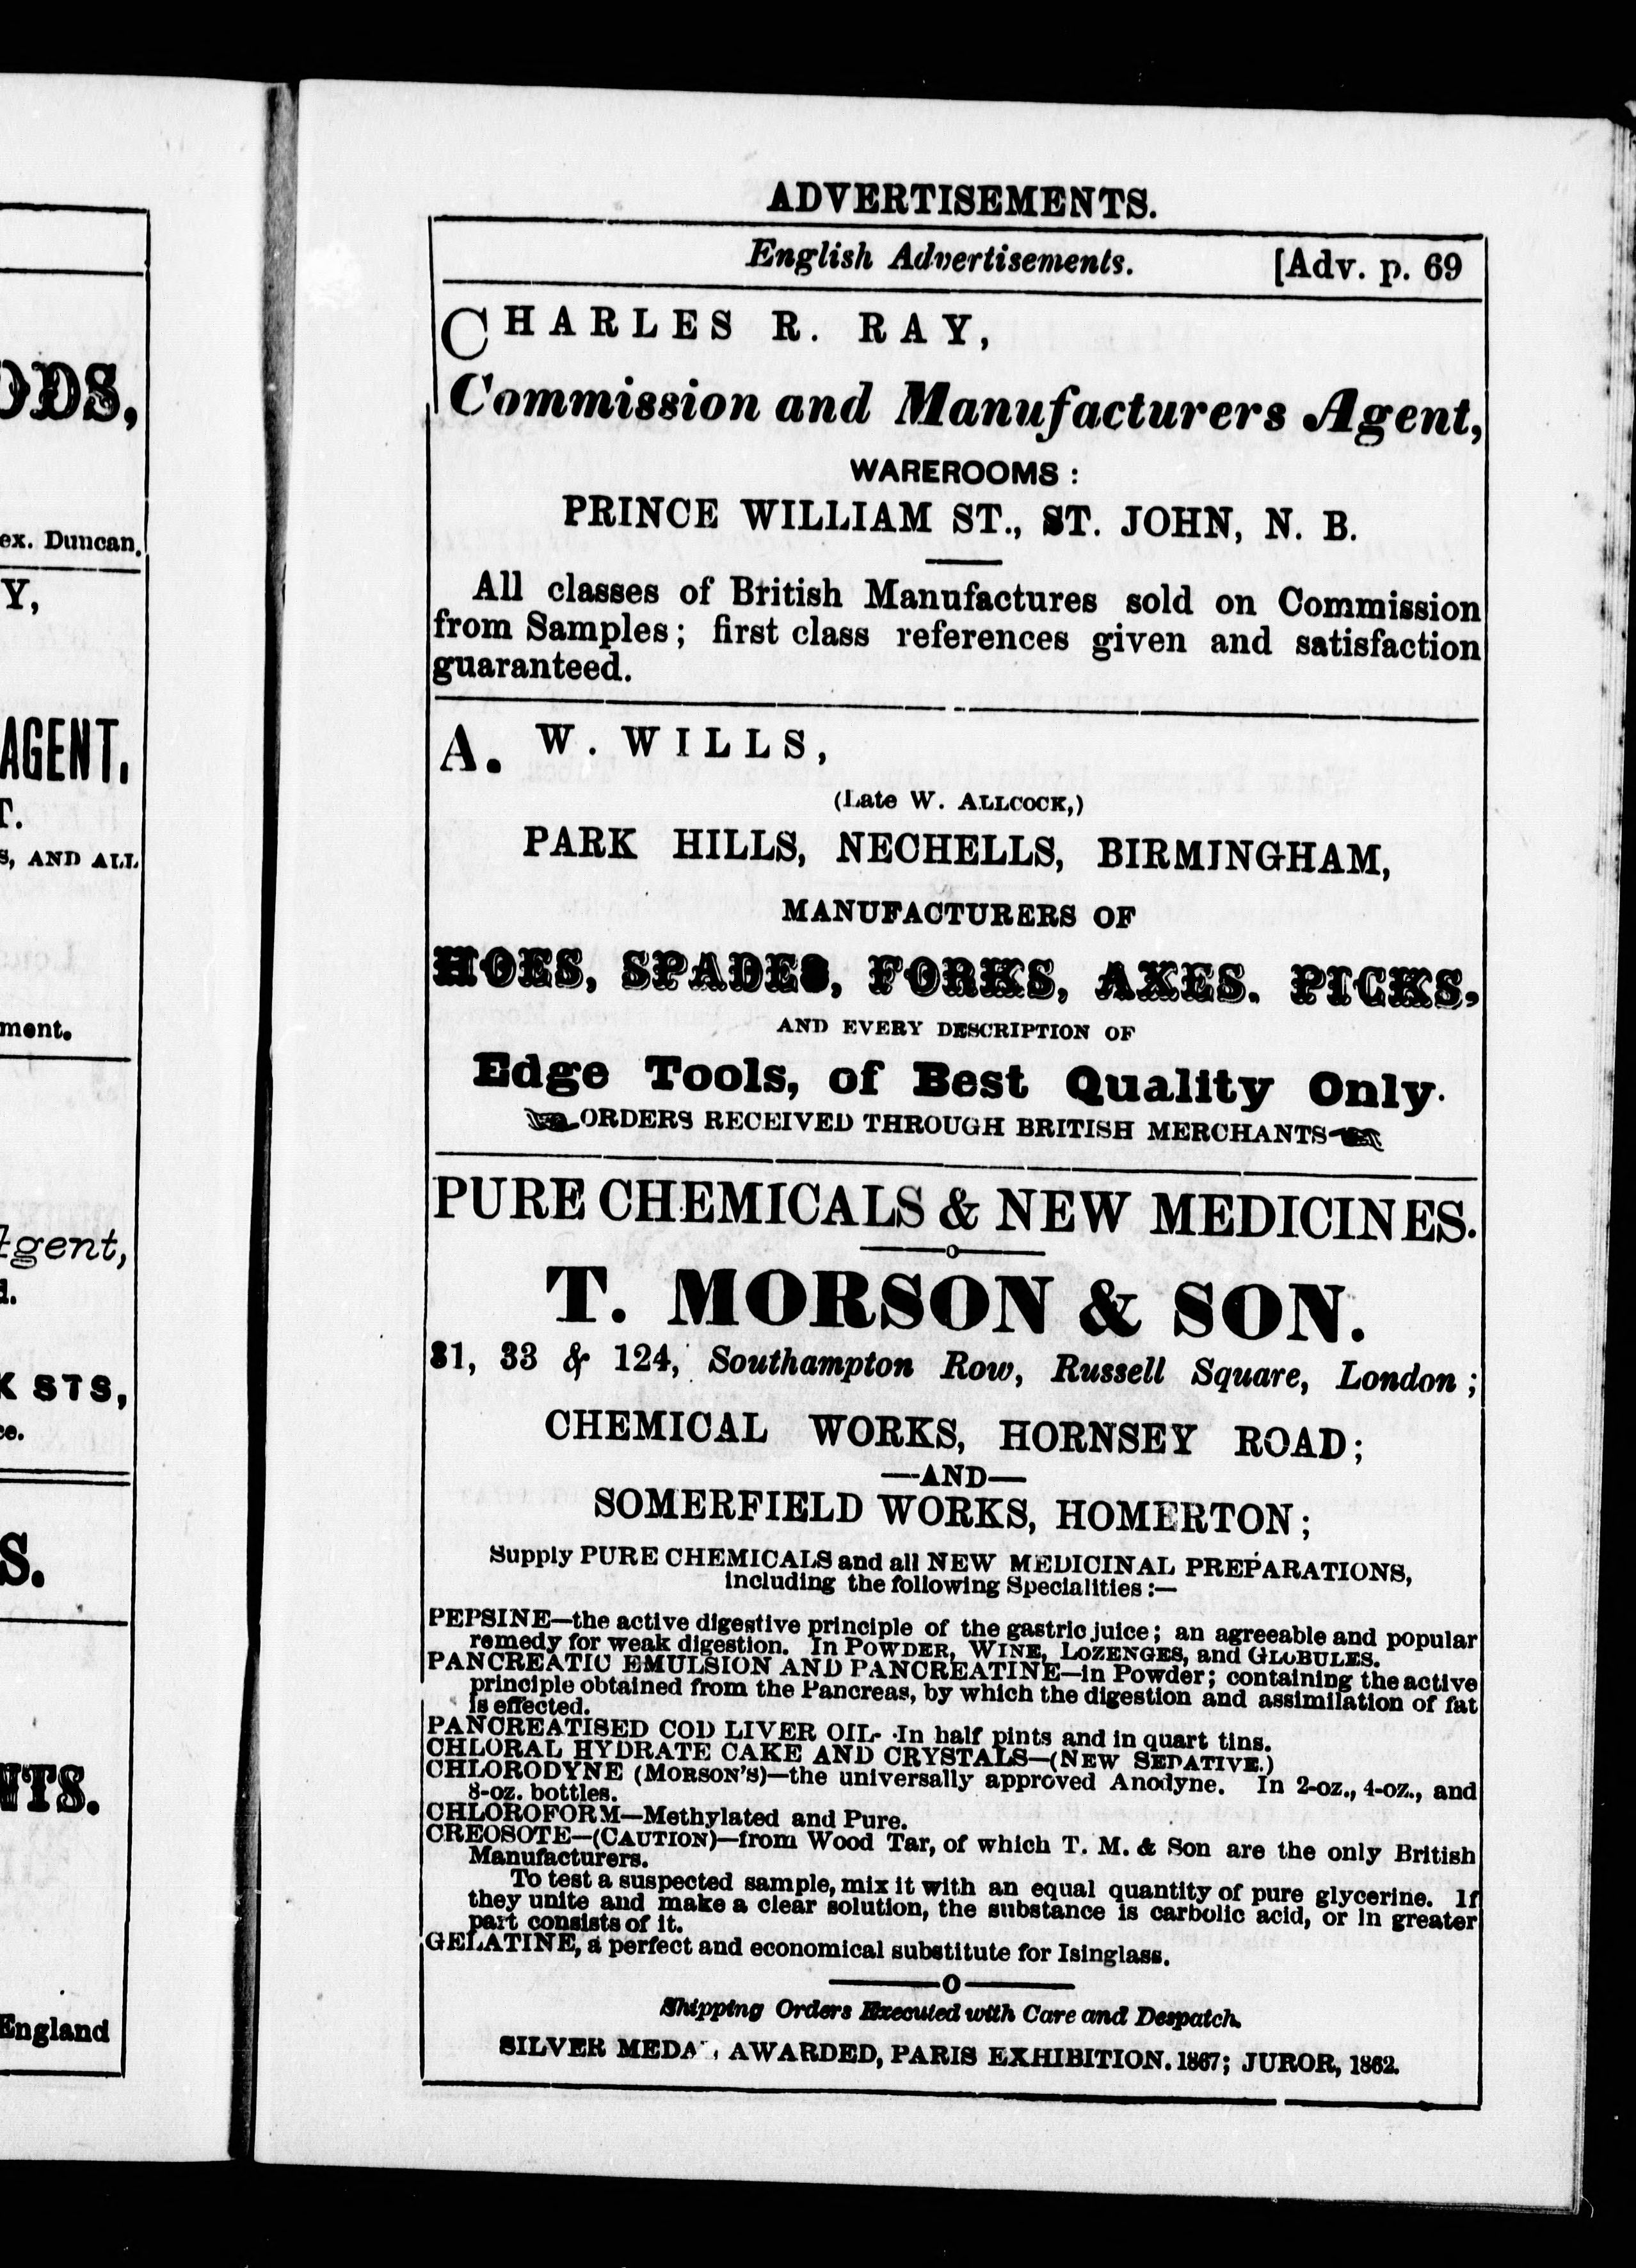 ODS,
ex. Duncan.
Y,
AGENT,
T.
S, AND ALL
ment.
Agent,
d.
K STS,
ce.
S.
NTS.
England
ADVERTISEMENTS.
English Advertisements. [Adv. p. 69
CHARLES R. RAY,
Commission and Manufacturers Agent,
WAREROOMS :
PRINCE WILLIAM ST., ST. JOHN, N. B.
All classes of British Manufactures sold on Commission
from Samples; first class references given and satisfaction
guaranteed.
A. W. WILLS,
(Late W. ALLCOCK,)
PARK HILLS, NECHELLS, BIRMINGHAM,
MANUFACTURERS OF
HOES, SPADES, FORKS, AXES. PICKS,
AND EVERY DESCRIPTION OF
Edge Tools, of Best Quality Only.
ORDERS RECEIVED THROUGH BRITISH MERCHANTS
PURE CHEMICALS & NEW MEDICINES.
T. MORSON & SON.
31, 33 & 124, Southampton Row, Russell Square, London;
CHEMICAL WORKS, HORNSEY ROAD;
—AND—
SOMERFIELD WORKS, HOMERTON;
Supply PURE CHEMICALS and all NEW MEDICINAL PREPARATIONS,
including the following Specialities:—
PEPSINE—the active digestive principle of the gastric juice; an agreeable and popular
remedy for weak digestion. In POWDER, WINE, LOZENGES, and GLOBULES.
PANCREATIC EMULSION AND PANCREATINE—in Powder; containing the active
principle obtained from the Pancreas, by which the digestion and assimilation of fat
is effected.
PANCREATISED COD LIVER OIL- In half pints and in quart tins.
CHLORAL HYDRATE CAKE AND CRYSTALS—(NEW SEDATIVE.)
CHLORODYNE (MORSON'S)—the universally approved Anodyne. In 2-oz., 4-oz., and
8-oz. bottles.
CHLOROFORM—Methylated and Pure.
CREOSOTE—(CAUTION)—from Wood Tar, of which T. M. & Son are the only British
Manufacturers.
To test a suspected sample, mix it with an equal quantity of pure glycerine. If
they unite and make a clear solution, the substance is carbolic acid, or in greater
part consists of it.
GELATINE, a perfect and economical substitute for Isinglass.
Shipping Orders Executed with Care and Despatch.
SILVER MEDAL, AWARDED, PARIS EXHIBITION. 1867; JUROR, 1862.